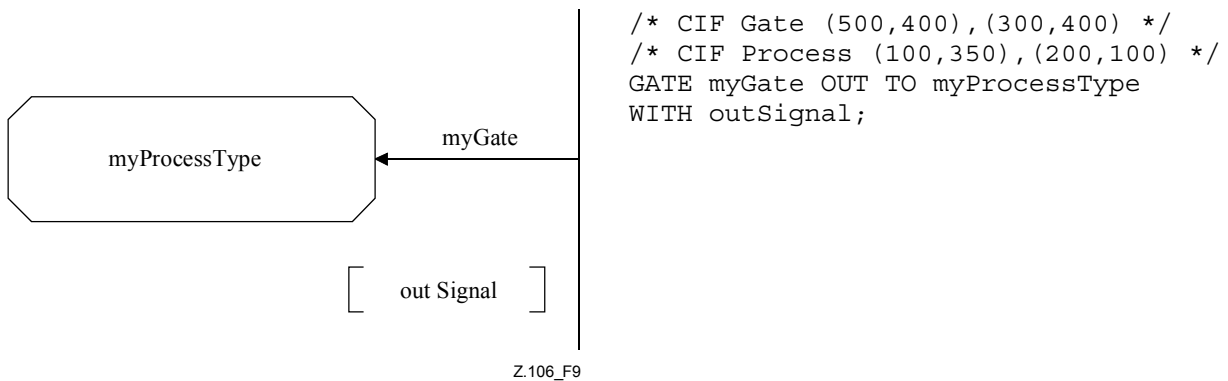 /* CIF Gate (500,400),(300,400) */
/* CIF Process (100,350),(200,100) */
GATE myGate OUT TO myProcessType
WITH outSignal;
myGate
myProcessType
out Signal
Z.106_F9